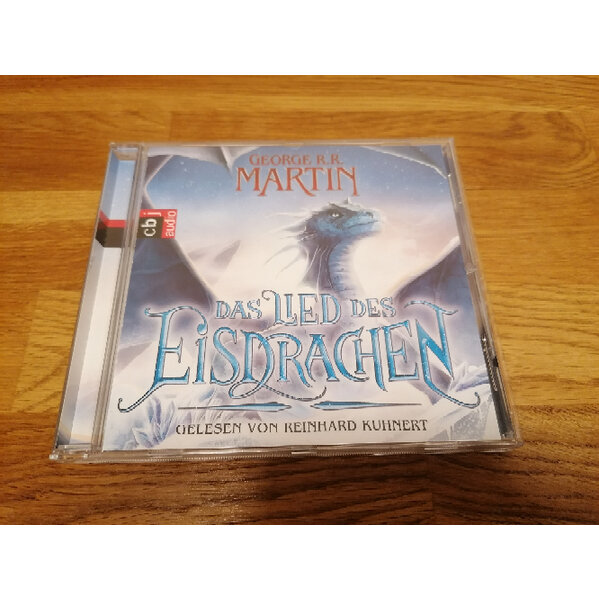 GEORGE R.R.
MARTIN
cbj
audio
DAS LIED DES
EISDRACHEN
GELESEN VON REINHARD KUHNERT